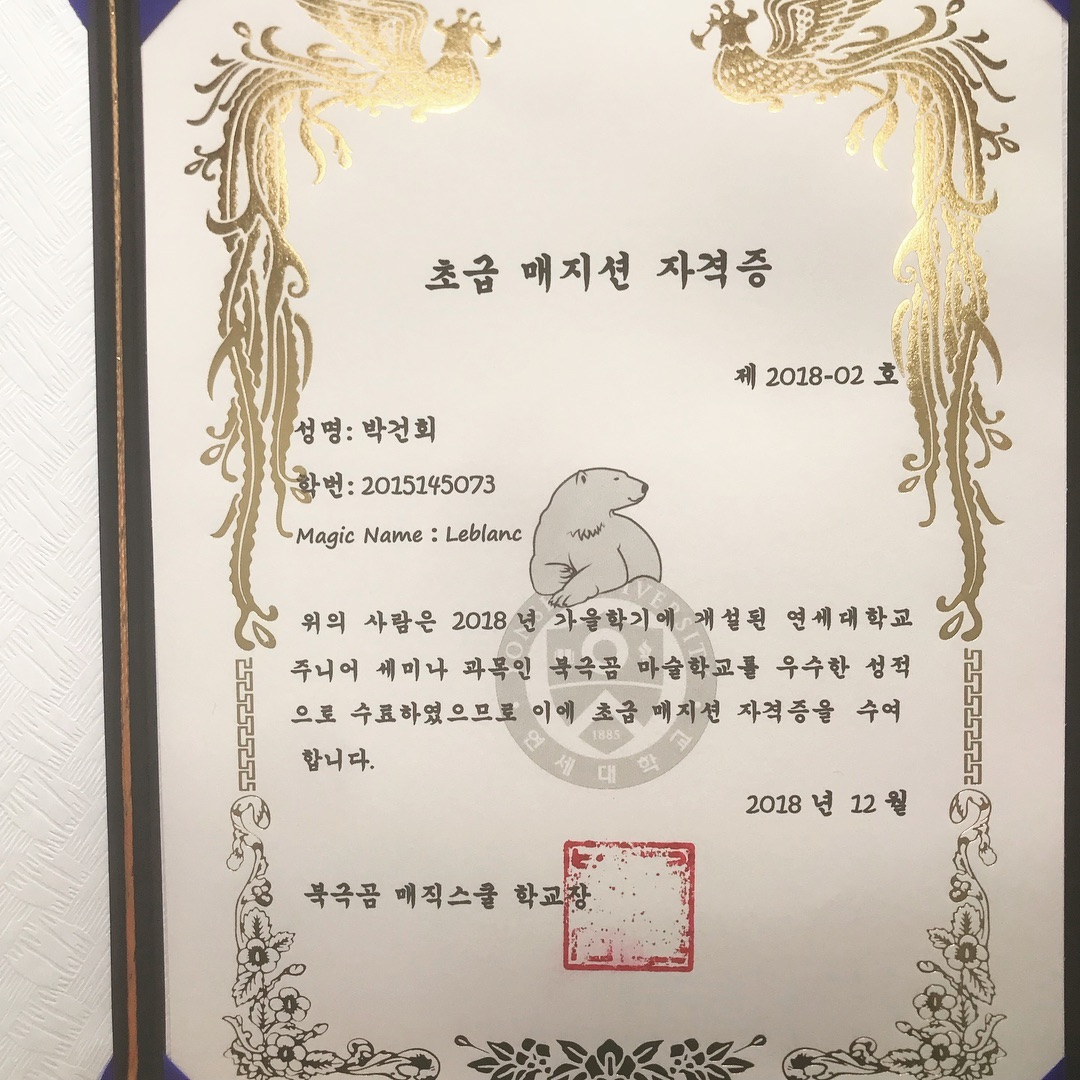 초급 매지션 자격증
제 2018-02 호
성명: 박건희
학번: 2015145073
Magic Name : Leblanc
위의 사람은 2018 년 가을학기에 개설된 연세대학교
주니어 세미나 과목인 북극곰 마술학교를 우수한 성적
으로 수료하였으므로 이에 초급 매지션 자격증을 수여
합니다.
1885
연세대학교
2018 년 12 월
북극곰 매직스쿨 학교장